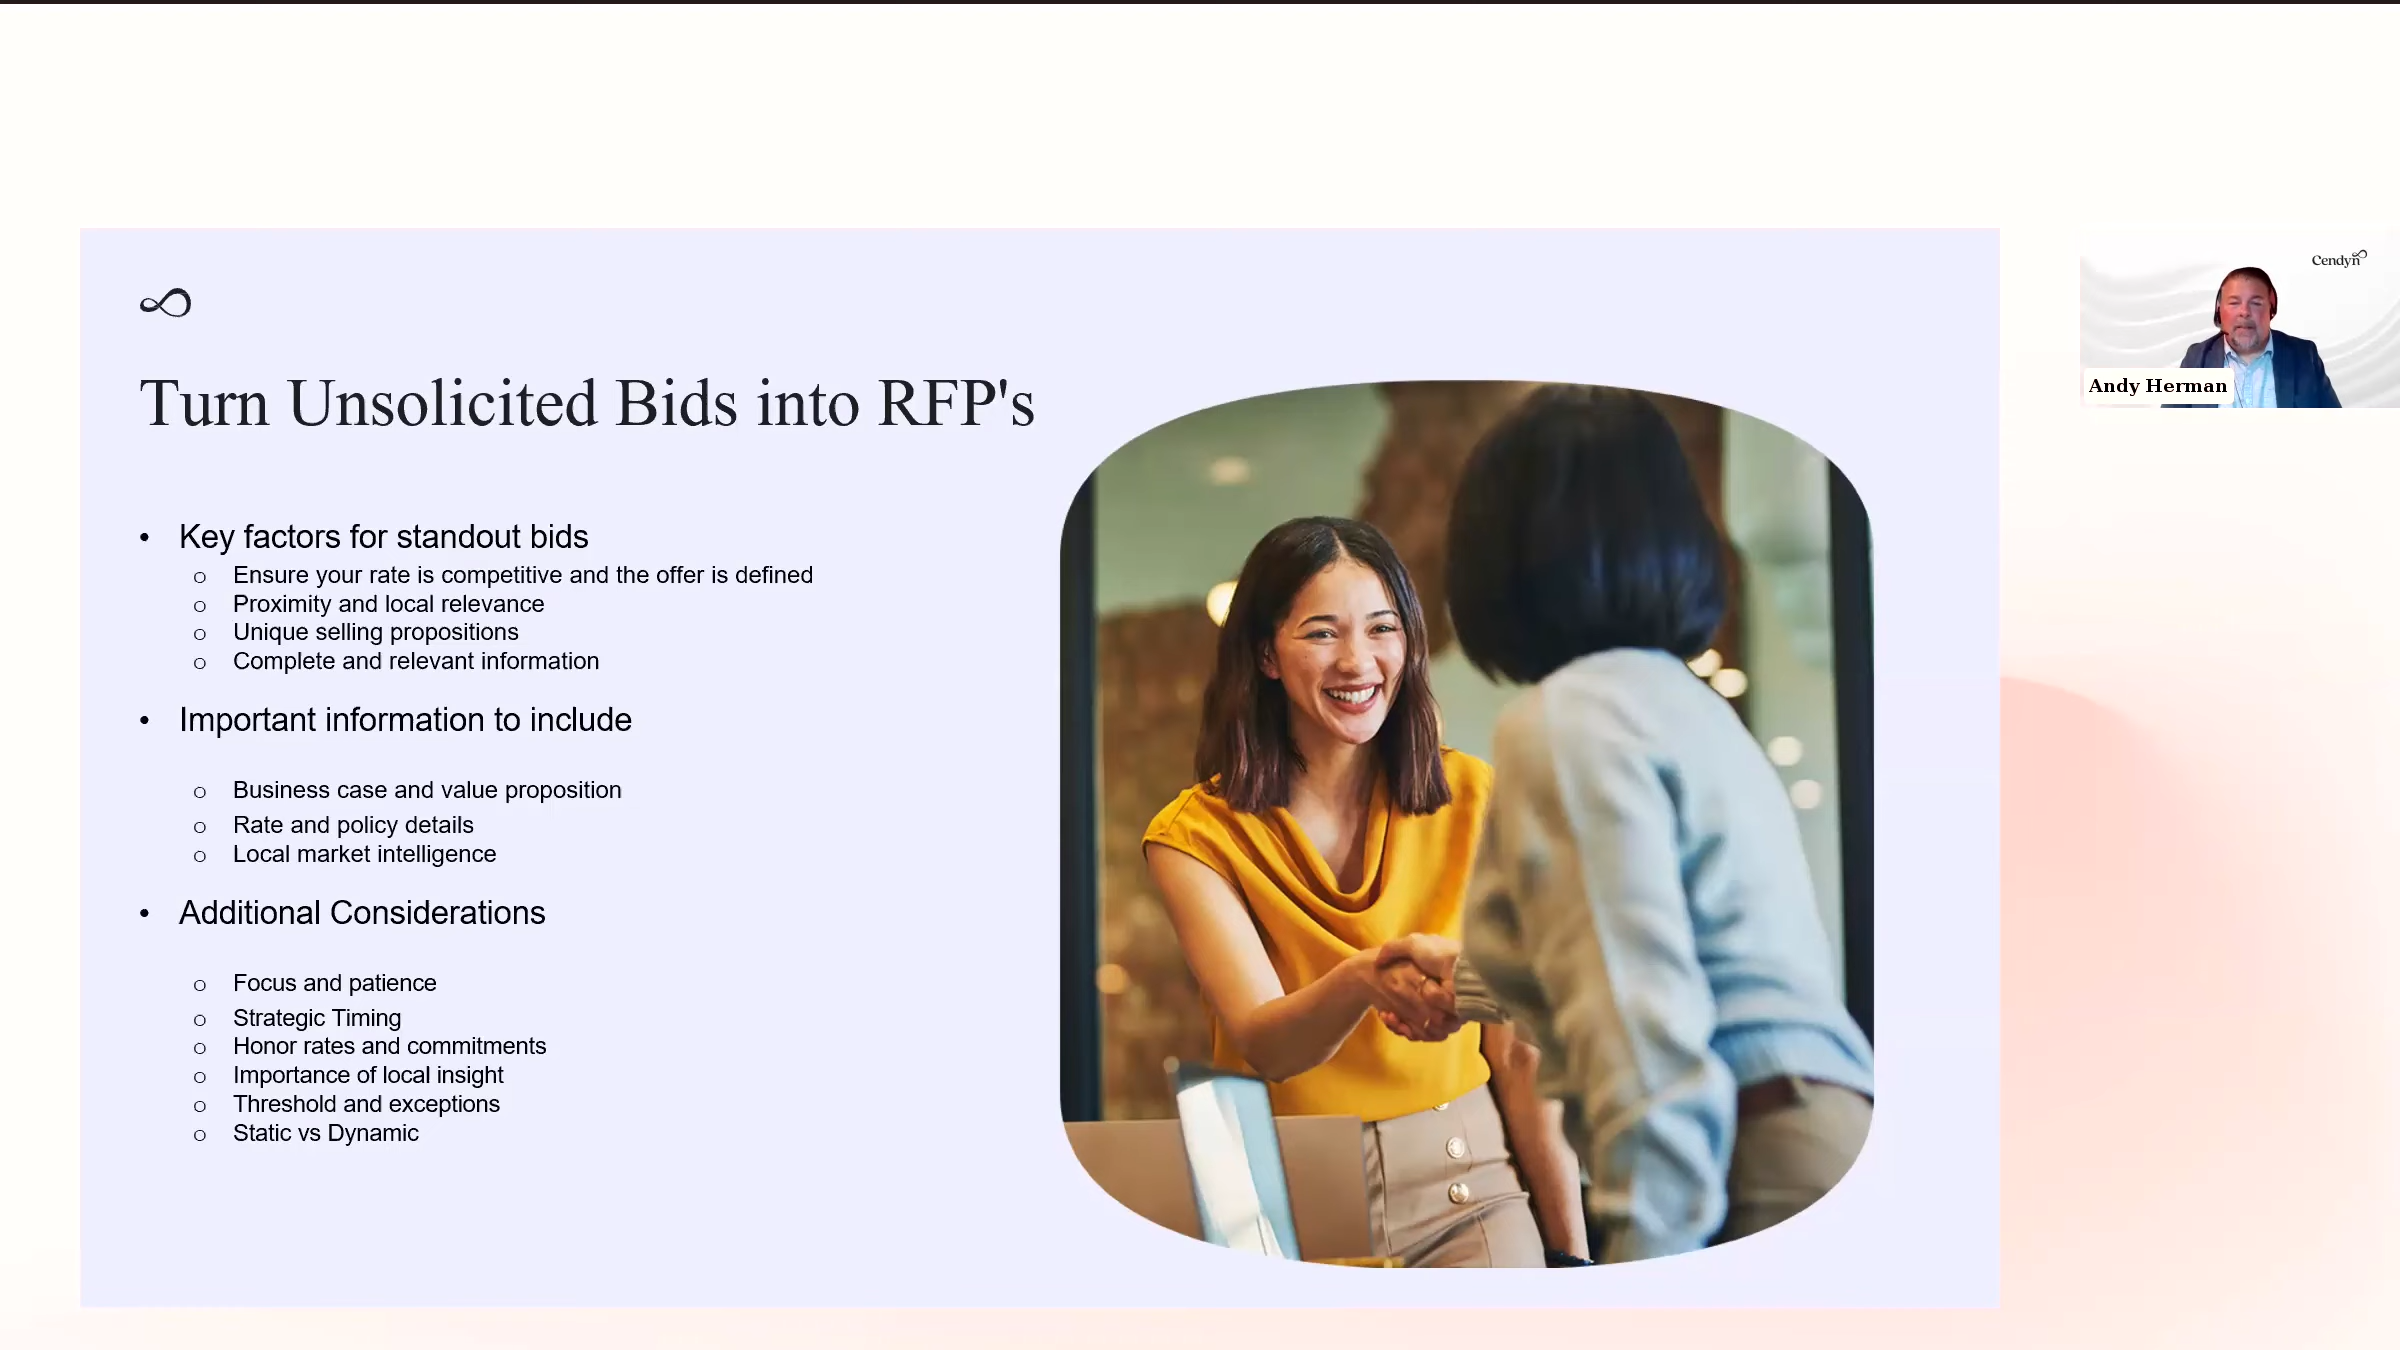 Turn Unsolicited Bids into RFP's
• Key factors for standout bids
o Ensure your rate is competitive and the offer is defined
o Proximity and local relevance
o Unique selling propositions
o Complete and relevant information
• Important information to include
o Business case and value proposition
o Rate and policy details
o Local market intelligence
• Additional Considerations
o Focus and patience
o Strategic Timing
o Honor rates and commitments
o Importance of local insight
o Threshold and exceptions
o Static vs Dynamic
Cendyn
Andy Herman